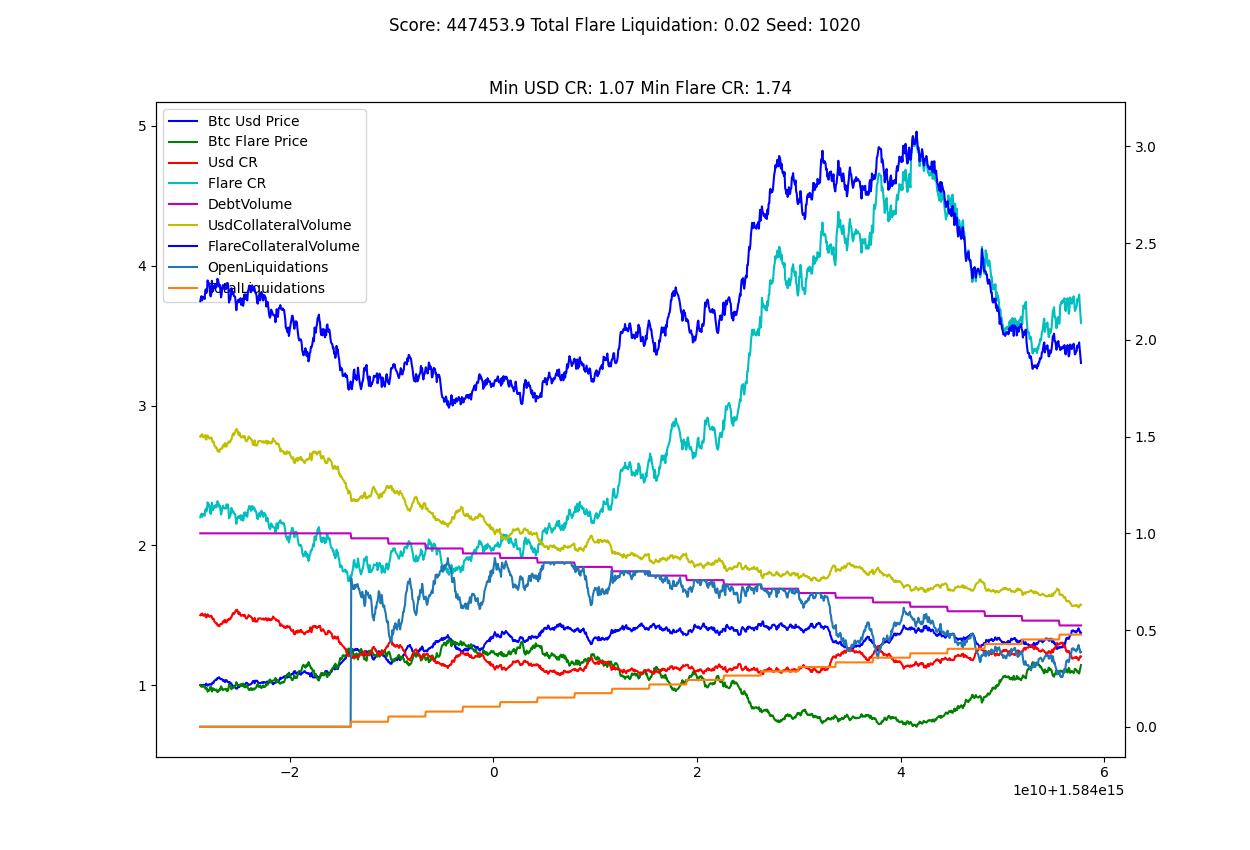 Score: 447453.9 Total Flare Liquidation: 0.02 Seed: 1020
Min USD CR: 1.07 Min Flare CR: 1.74
Btc Usd Price
Btc Flare Price
Usd CR
Flare CR
DebtVolume
UsdCollateralVolume
FlareCollateralVolume
OpenLiquidations
TotalLiquidations
5
4
3
2
1
3.0
2.5
2.0
1.5
1.0
0.5
0.0
−2
0
2
4
6
1e10+1.584e15